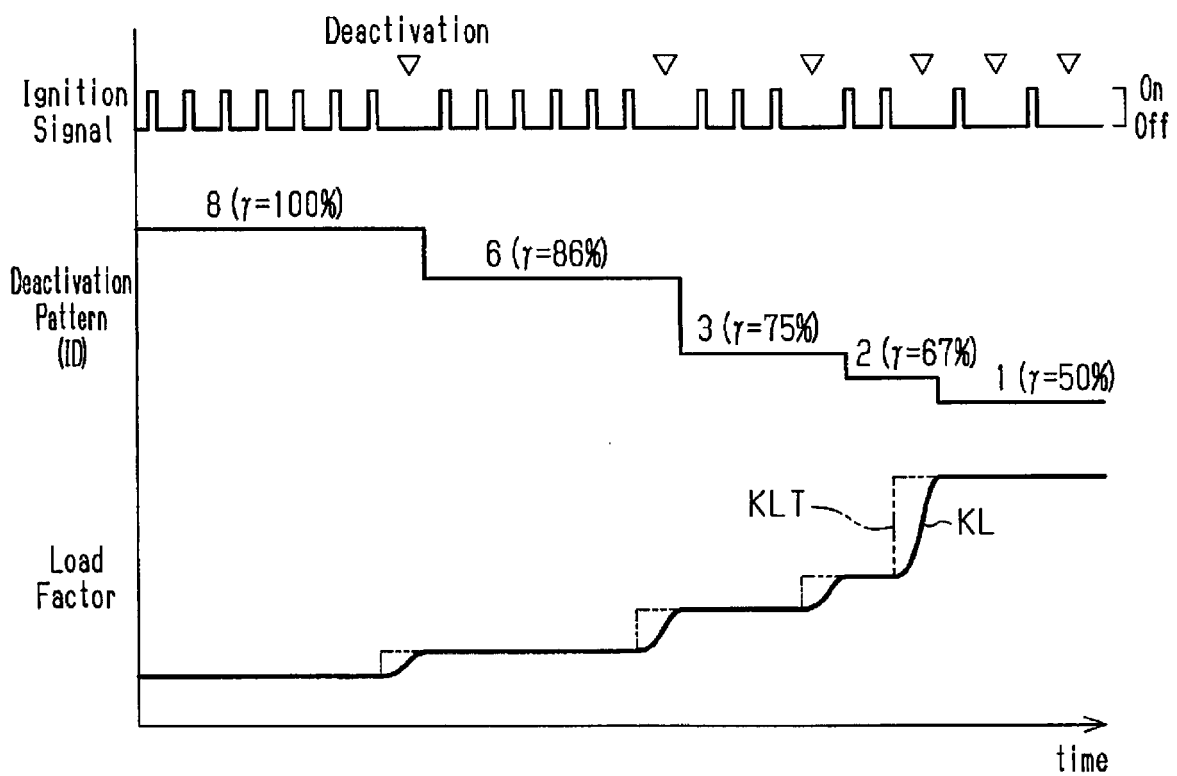 Deactivation
Ignition
Signal
On
Off
8 (γ=100%)
6 (γ=86%)
Deactivation
Pattern
(ID)
3 (γ=75%)
2 (γ=67%)
1 (γ=50%)
KLT
KL
Load
Factor
time